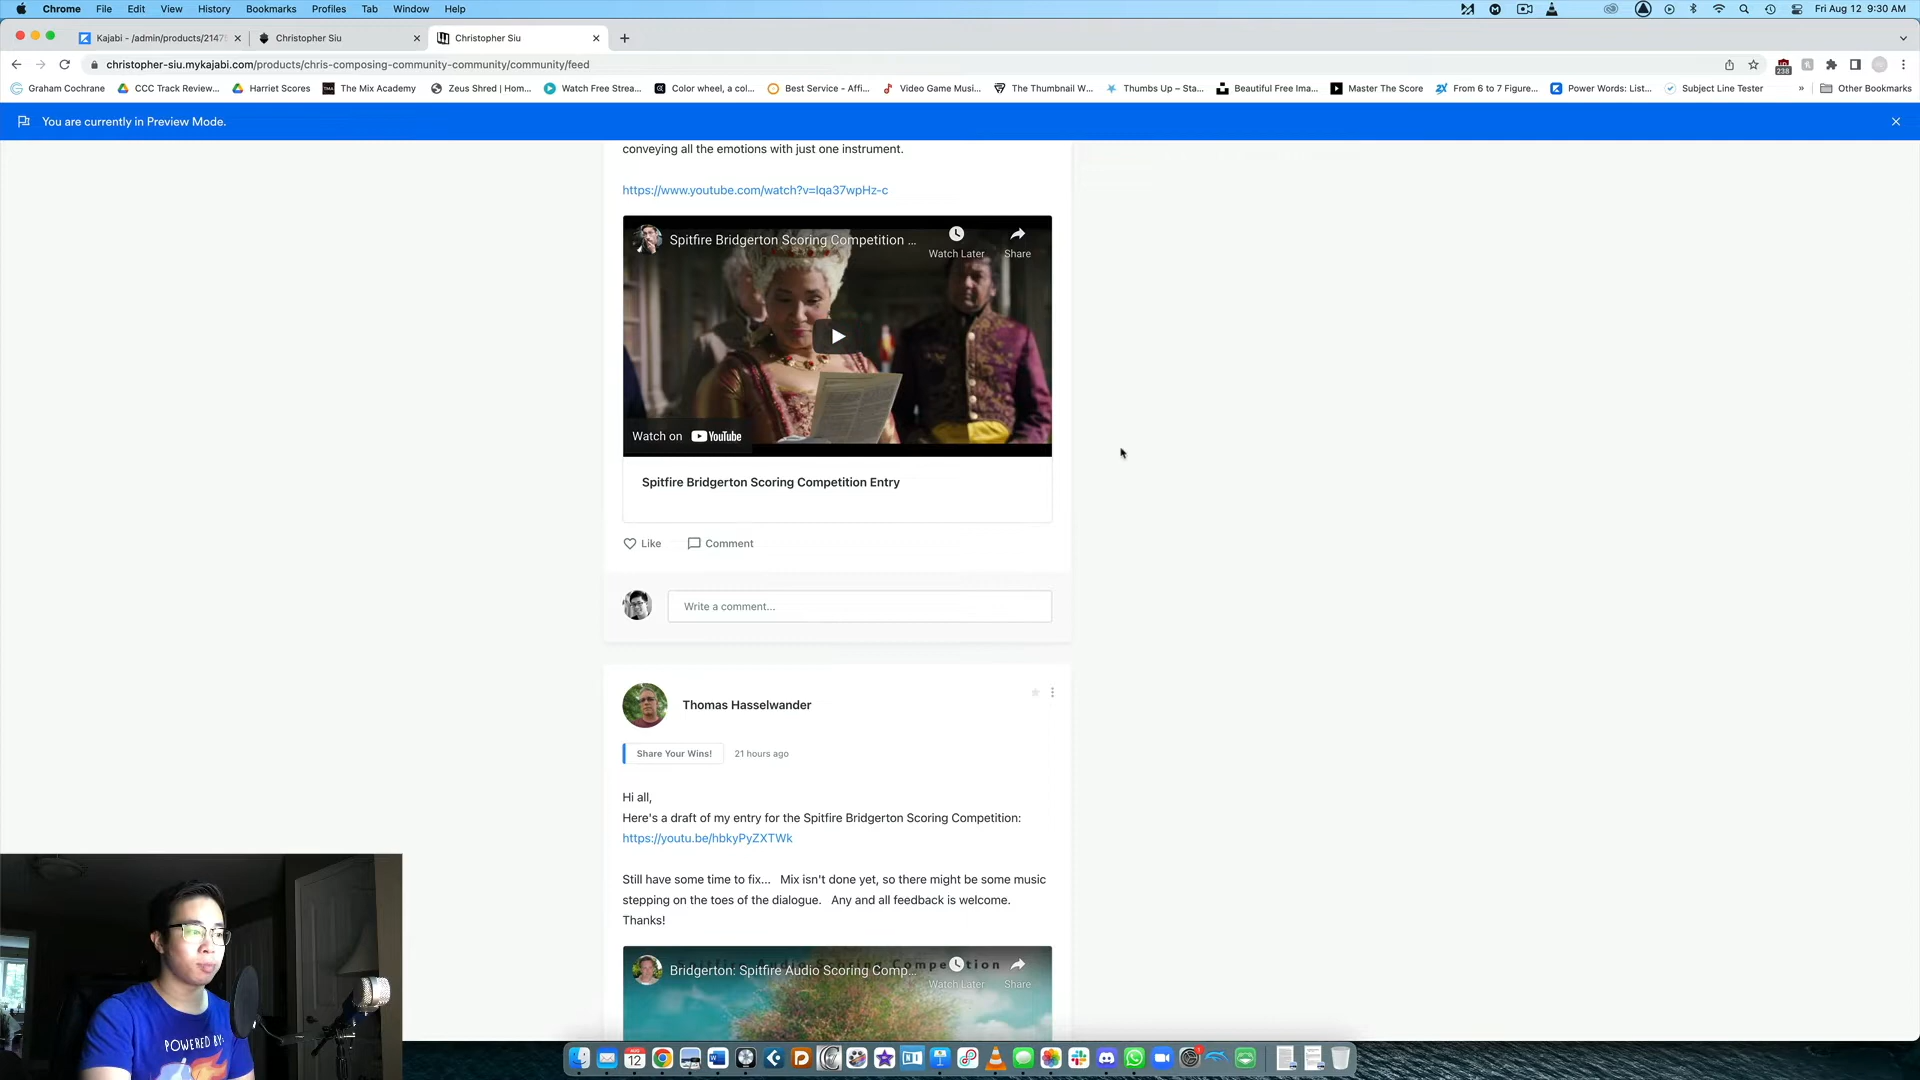 Chrome File Edit View History Bookmarks Profiles Tab Window Help Fri Aug 12 9:30 AM
Kajabi - /admin/products/2147 Christopher Siu Christopher Siu
christopher-siu.mykajabi.com/products/chris-composing-community-community/community/feed
238
Graham Cochrane CCC Track Review... Harriet Scores The Mix Academy Zeus Shred | Hom... Watch Free Strea... Color wheel, a col... Best Service – Affi... Video Game Musi... The Thumbnail W... Thumbs Up – Sta... Beautiful Free Ima... Master The Score From 6 to 7 Figure... Power Words: List... Subject Line Tester » Other Bookmarks
You are currently in Preview Mode.
conveying all the emotions with just one instrument.
https://www.youtube.com/watch?v=Iqa37wpHz-c
Spitfire Bridgerton Scoring Competition ...
Watch Later Share
Watch on YouTube
Spitfire Bridgerton Scoring Competition Entry
Like Comment
Write a comment...
Thomas Hasselwander
Share Your Wins! 21 hours ago
Hi all,
Here's a draft of my entry for the Spitfire Bridgerton Scoring Competition:
https://youtu.be/hbkyPyZXTWk
Still have some time to fix... Mix isn't done yet, so there might be some music
stepping on the toes of the dialogue. Any and all feedback is welcome.
Thanks!
Bridgerton: Spitfire Audio Scoring Comp...
Watch Later Share
POWERED BY:
12